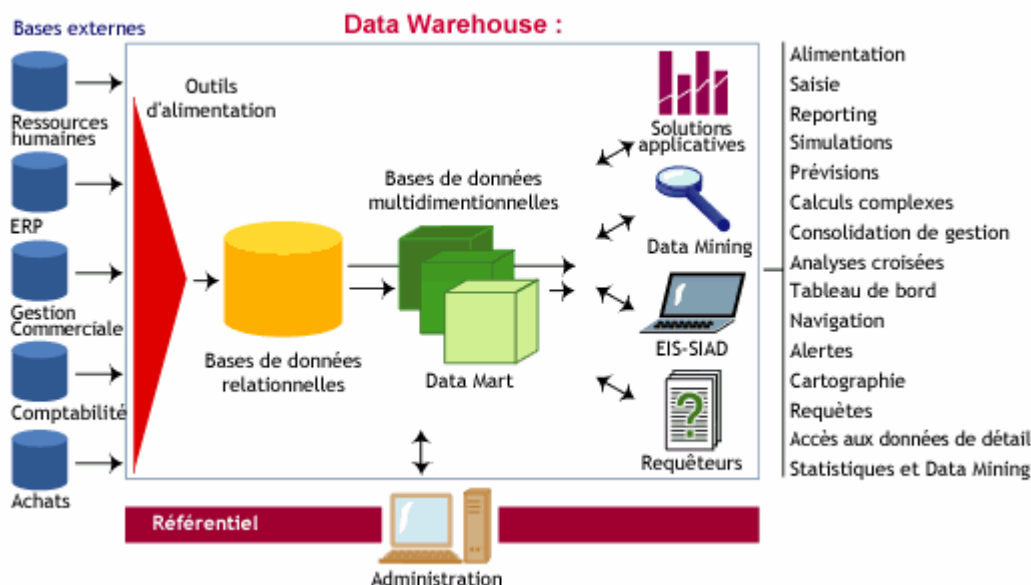 Data Warehouse :
Bases externes
Ressources
humaines
ERP
Gestion
Commerciale
Comptabilité
Achats
Outils
d'alimentation
Bases de données
relationnelles
Bases de données
multidimentionnelles
Data Mart
Solutions
applicatives
Data Mining
EIS-SIAD
?
Requêteurs
Alimentation
Saisie
Reporting
Simulations
Prévisions
Calculs complexes
Consolidation de gestion
Analyses croisées
Tableau de bord
Navigation
Alertes
Cartographie
Requètes
Accès aux données de détail
Statistiques et Data Mining
Référentiel
Administration